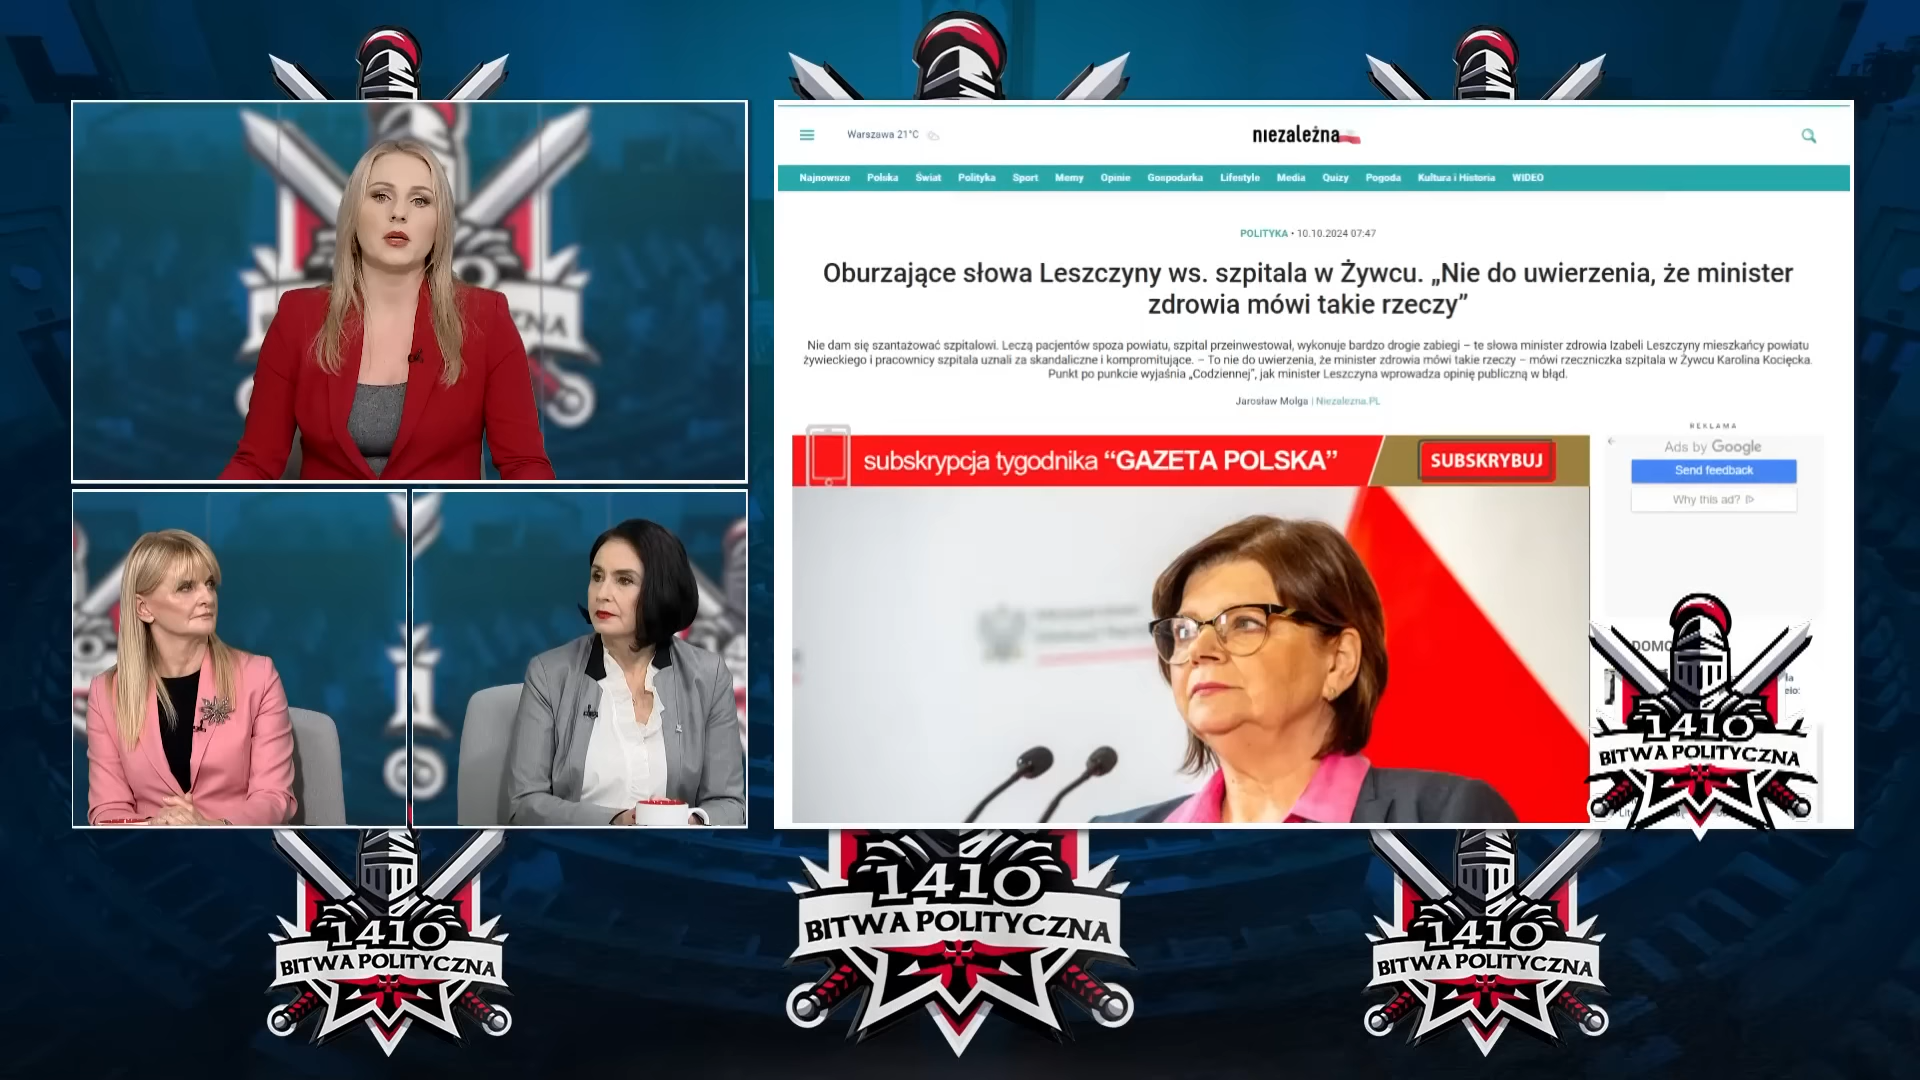 NA
Warszawa 21°C
niezależna
Najnowsze Polska Świat Polityka Sport Memy Opinie Gospodarka Lifestyle Media Quizy Pogoda Kultura i Historia WIDEO
POLITYKA • 10.10.2024 07:47
Oburzające słowa Leszczyny ws. szpitala w Żywcu. „Nie do uwierzenia, że minister
zdrowia mówi takie rzeczy”
Nie dam się szantażować szpitalowi. Leczą pacjentów spoza powiatu, szpital przeinwestował, wykonuje bardzo drogie zabiegi – te słowa minister zdrowia Izabeli Leszczyny mieszkańcy powiatu
żywieckiego i pracownicy szpitala uznali za skandaliczne i kompromitujące. – To nie do uwierzenia, że minister zdrowia mówi takie rzeczy – mówi rzeczniczka szpitala w Żywcu Karolina Kocięcka.
Punkt po punkcie wyjaśnia „Codziennej”, jak minister Leszczyna wprowadza opinię publiczną w błąd.
Jarosław Molga | Niezalezna.PL
subskrypcja tygodnika “GAZETA POLSKA”
SUBSKRYBUJ
REKLAMA
Ads by Google
Send feedback
Why this ad?
1410
BITWA POLITYCZNA
1410
BITWA POLITYCZNA
1410
BITWA POLITYCZNA
1410
BITWA POLITYCZNA